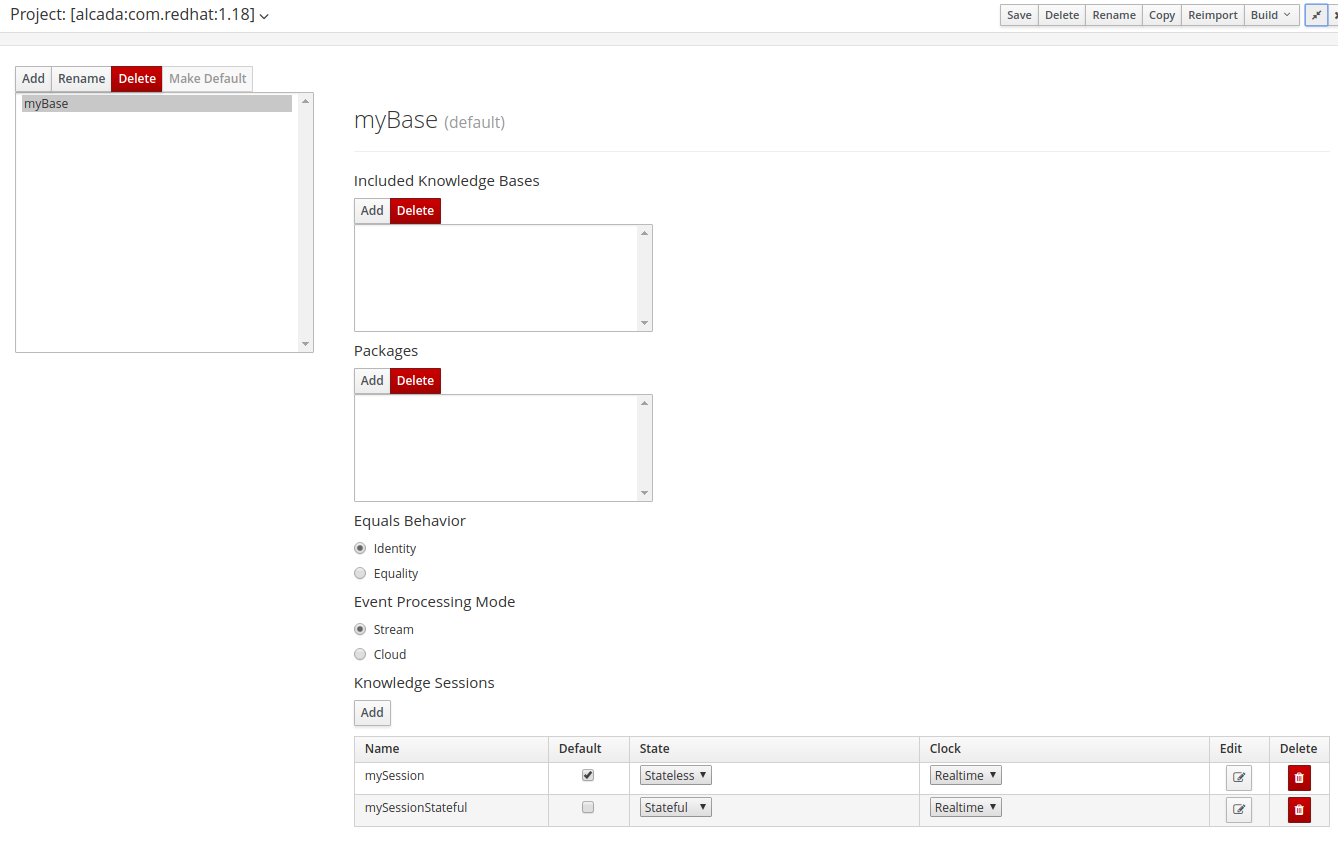 Project: [alcada:com.redhat:1.18]
Save Delete Rename Copy Reimport Build
Add Rename Delete Make Default
myBase
myBase (default)
Included Knowledge Bases
Add Delete
Packages
Add Delete
Equals Behavior
Identity
Equality
Event Processing Mode
Stream
Cloud
Knowledge Sessions
Add
Name Default State Clock Edit Delete
mySession Stateless Realtime
mySessionStateful Stateful Realtime